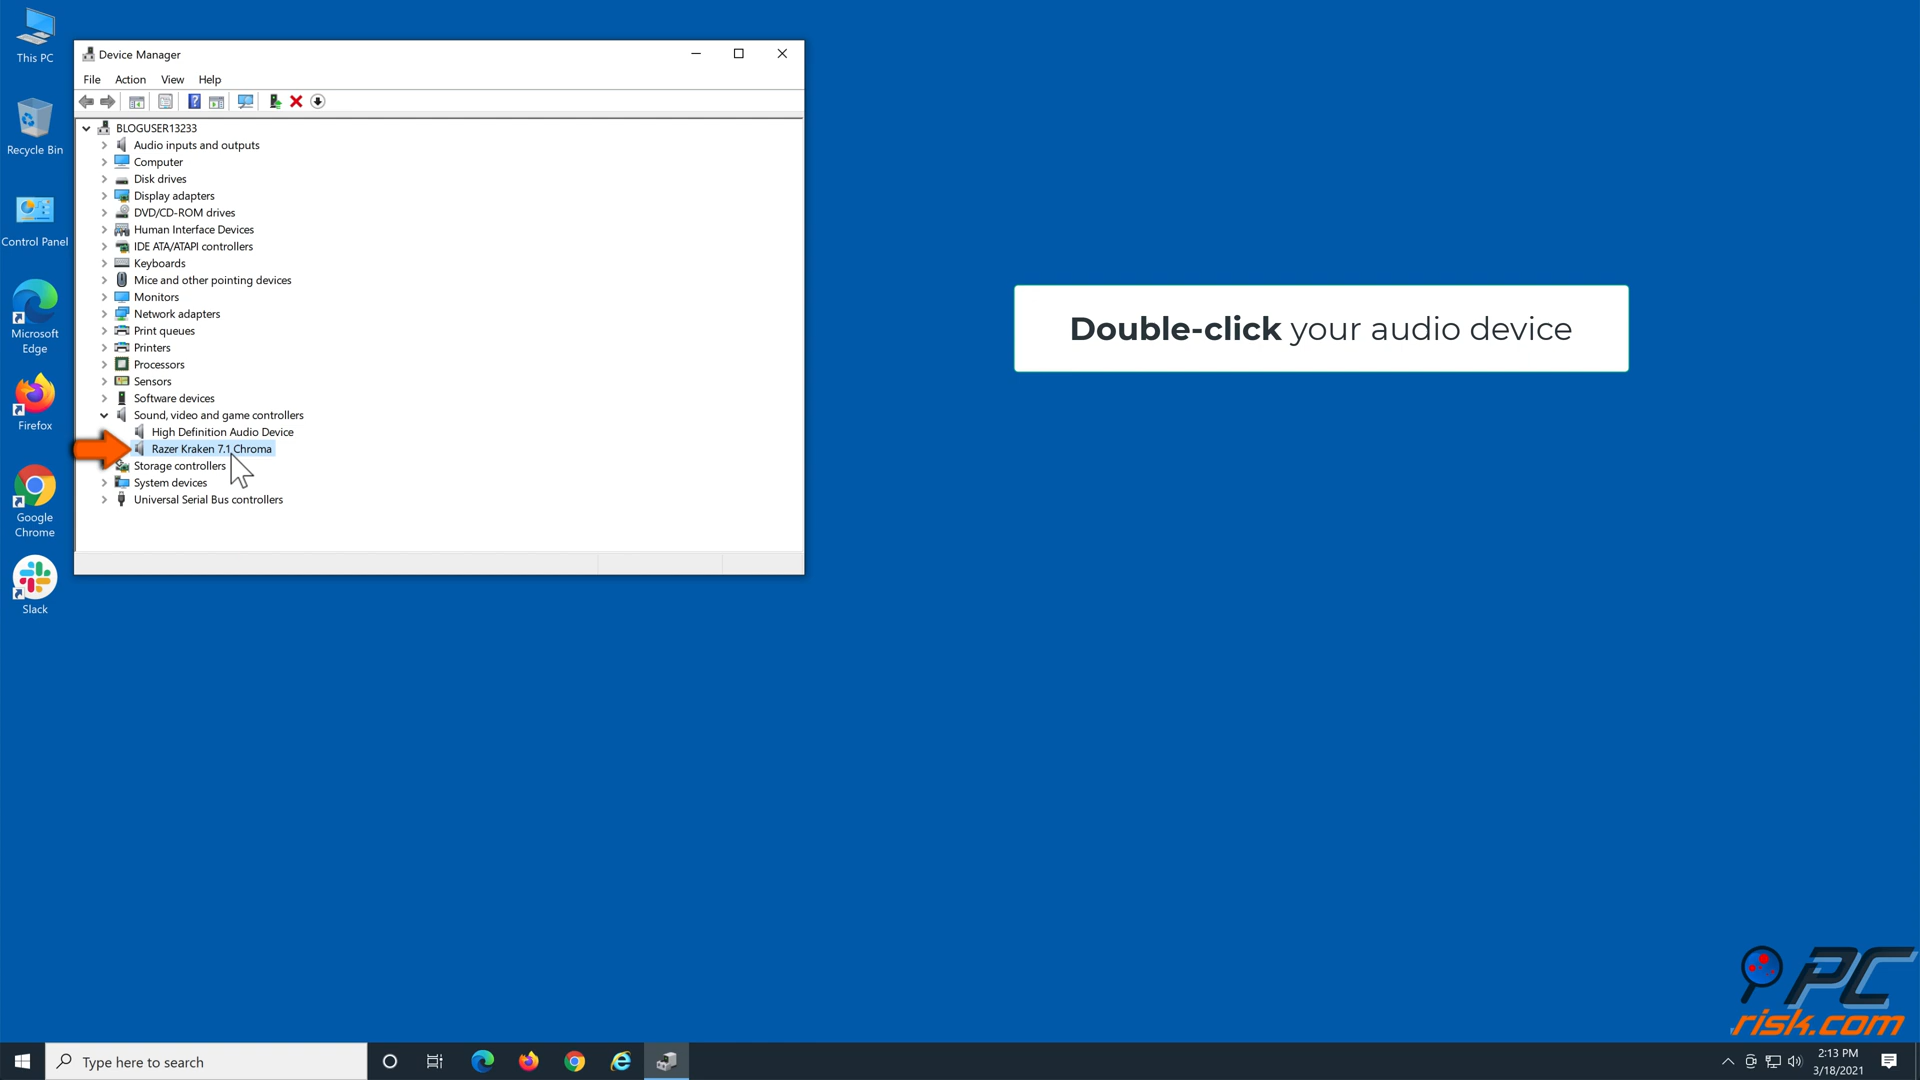 This PC
Recycle Bin
Control Panel
Microsoft
Edge
Firefox
Google
Chrome
Slack
Device Manager
File Action View Help
BLOGUSER13233
Audio inputs and outputs
Computer
Disk drives
Display adapters
DVD/CD-ROM drives
Human Interface Devices
IDE ATA/ATAPI controllers
Keyboards
Mice and other pointing devices
Monitors
Network adapters
Print queues
Printers
Processors
Sensors
Software devices
Sound, video and game controllers
High Definition Audio Device
Razer Kraken 7.1 Chroma
Storage controllers
System devices
Universal Serial Bus controllers
Double-click your audio device
PC
risk.com
Type here to search
2:13 PM
3/18/2021